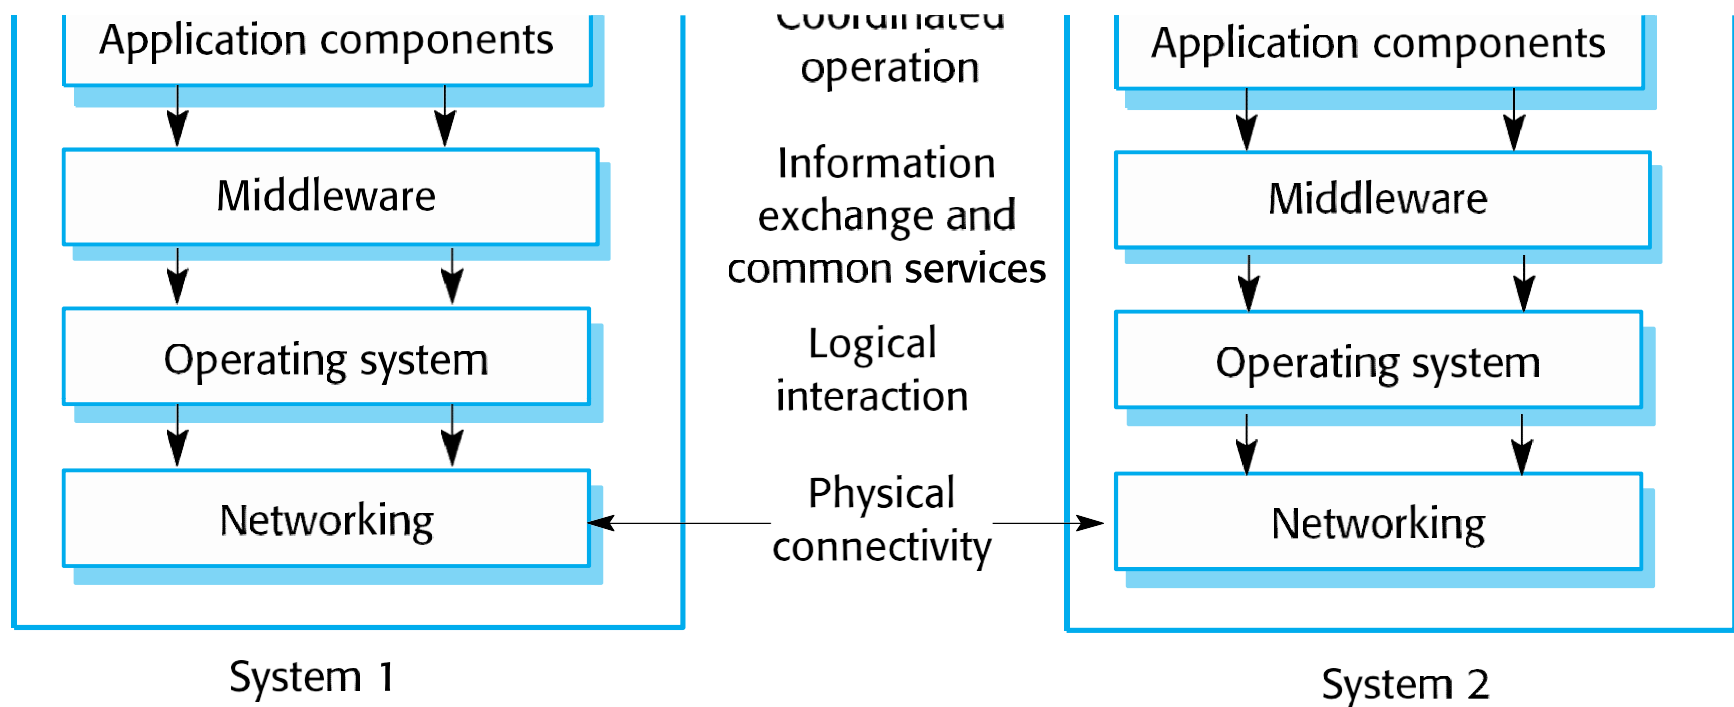 Application components
Middleware
Operating system
Networking
System 1
Coordinated
operation
Information
exchange and
common services
Logical
interaction
Physical
connectivity
Application components
Middleware
Operating system
Networking
System 2